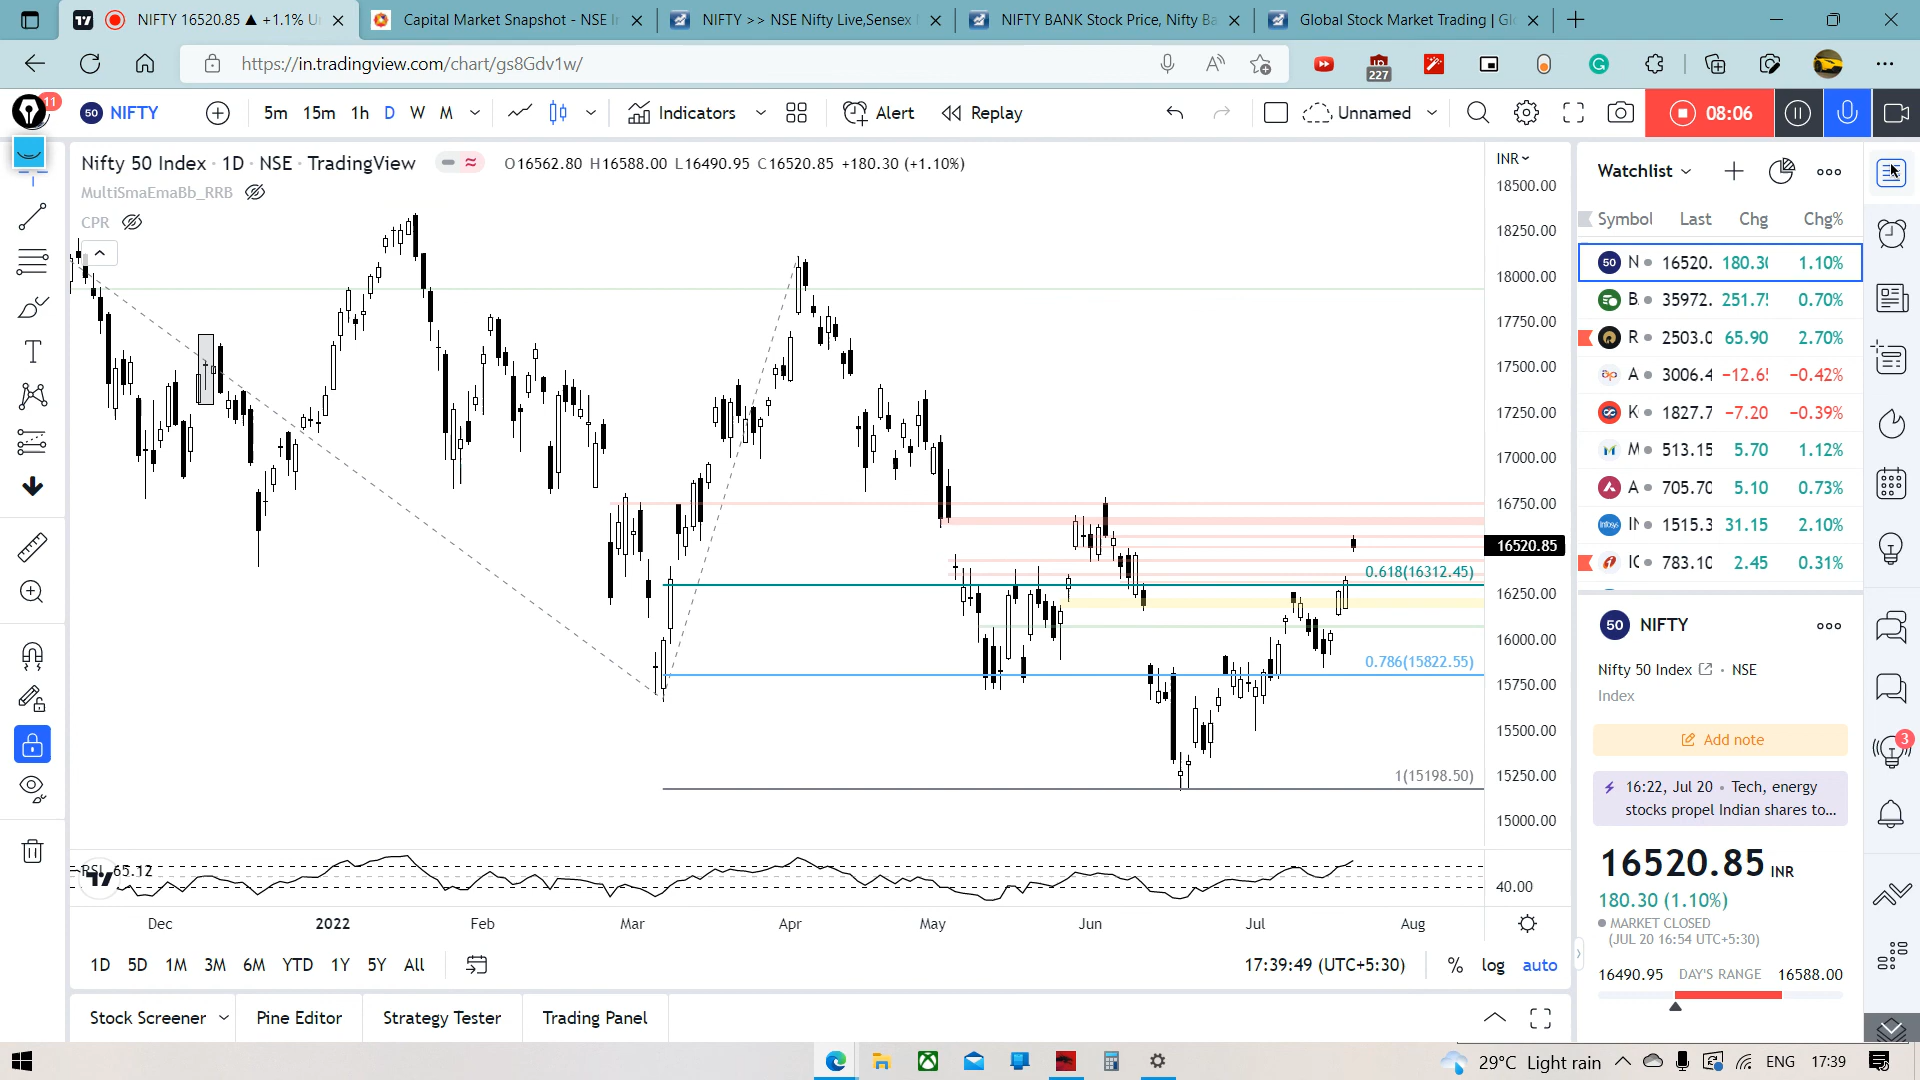 NIFTY 16520.85 ▲ +1.1% U
Capital Market Snapshot - NSE I
NIFTY >> NSE Nifty Live,Sensex
NIFTY BANK Stock Price, Nifty Ba
Global Stock Market Trading | Gl
https://in.tradingview.com/chart/gs8Gdv1w/
227
11
50 NIFTY
5m 15m 1h D W M
Indicators
Alert
Replay
Unnamed
08:06
Nifty 50 Index · 1D · NSE · TradingView
O16562.80 H16588.00 L16490.95 C16520.85 +180.30 (+1.10%)
MultiSmaEmaBb_RRB
CPR
INR
18500.00
18250.00
18000.00
17750.00
17500.00
17250.00
17000.00
16750.00
16520.85
16250.00
16000.00
15750.00
15500.00
15250.00
15000.00
0.618(16312.45)
0.786(15822.55)
1(15198.50)
RSI 65.12
40.00
Dec 2022 Feb Mar Apr May Jun Jul Aug
1D 5D 1M 3M 6M YTD 1Y 5Y All
17:39:49 (UTC+5:30)
% log auto
Stock Screener
Pine Editor
Strategy Tester
Trading Panel
Watchlist
Symbol Last Chg Chg%
50 N 16520. 180.30 1.10%
B 35972. 251.75 0.70%
R 2503.0 65.90 2.70%
A 3006.4 −12.65 −0.42%
K 1827.7 −7.20 −0.39%
M 513.15 5.70 1.12%
A 705.70 5.10 0.73%
Infosys IN 1515.3 31.15 2.10%
IC 783.10 2.45 0.31%
50 NIFTY
Nifty 50 Index · NSE
Index
Add note
16:22, Jul 20 · Tech, energy
stocks propel Indian shares to...
16520.85 INR
180.30 (1.10%)
MARKET CLOSED
(JUL 20 16:54 UTC+5:30)
16490.95 DAY'S RANGE 16588.00
3
29°C Light rain
ENG
17:39